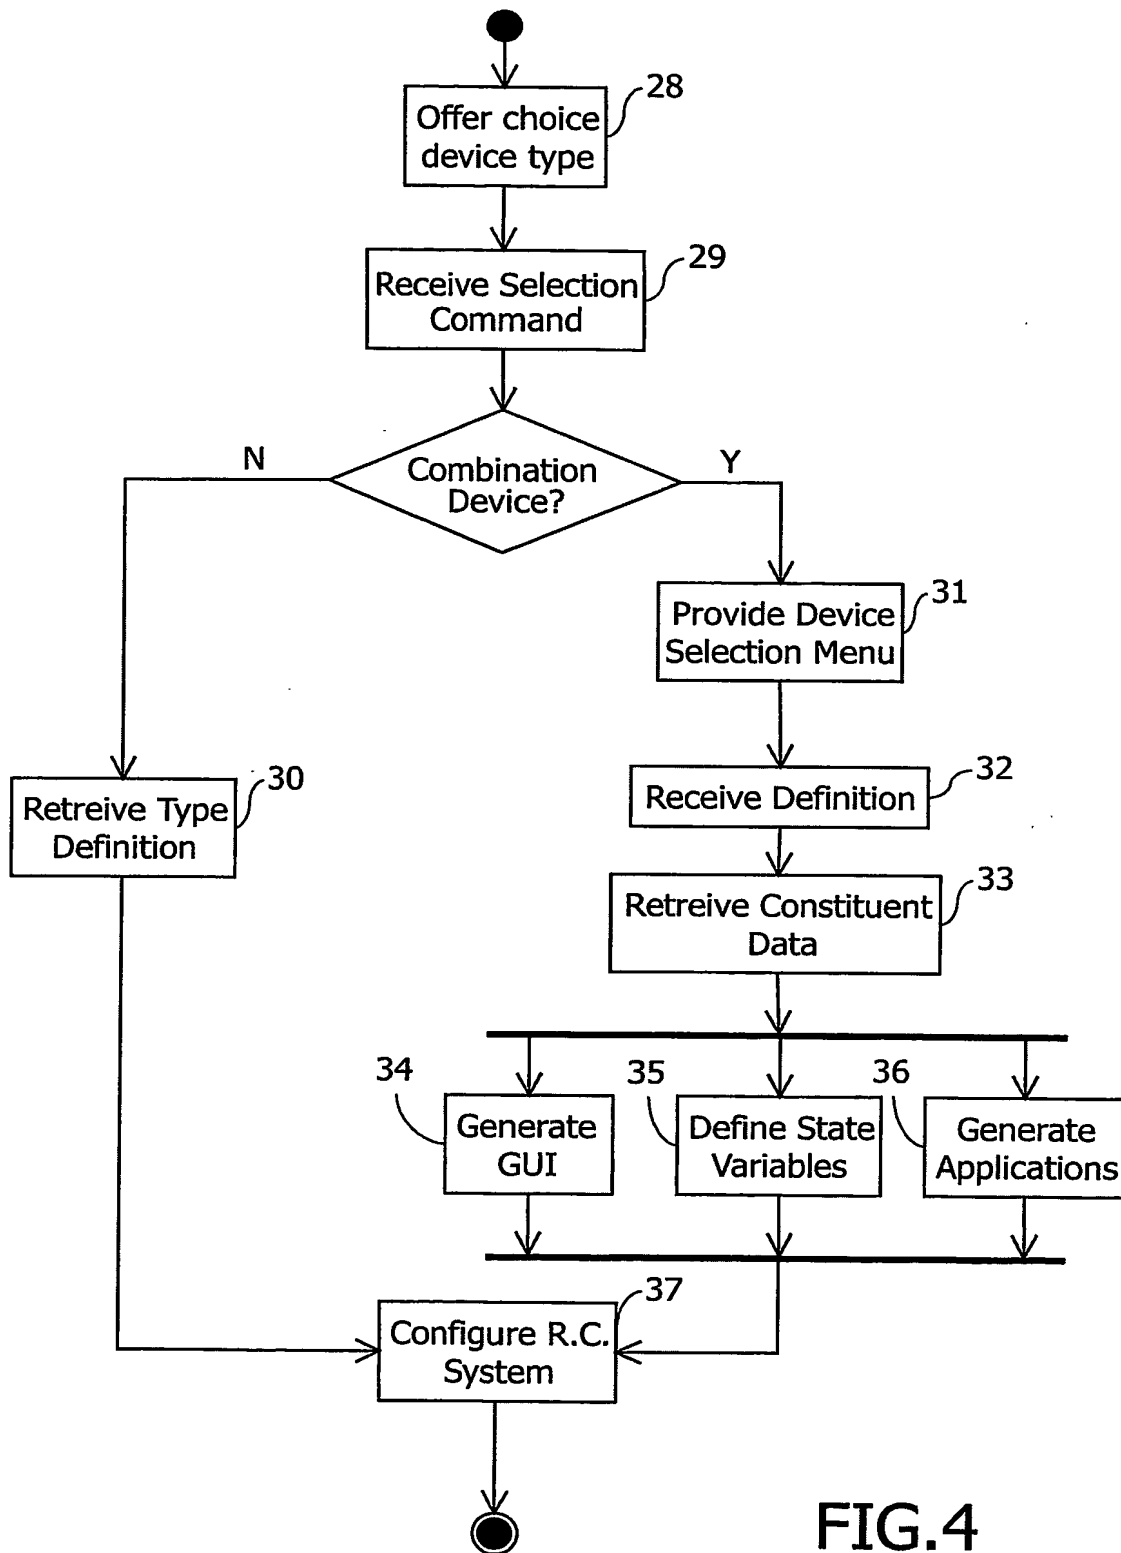 28
Offer choice
device type
29
Receive Selection
Command
N
Combination
Device?
Y
31
Provide Device
Selection Menu
30
Retreive Type
Definition
32
Receive Definition
33
Retreive Constituent
Data
34
Generate
GUI
35
Define State
Variables
36
Generate
Applications
37
Configure R.C.
System
FIG.4